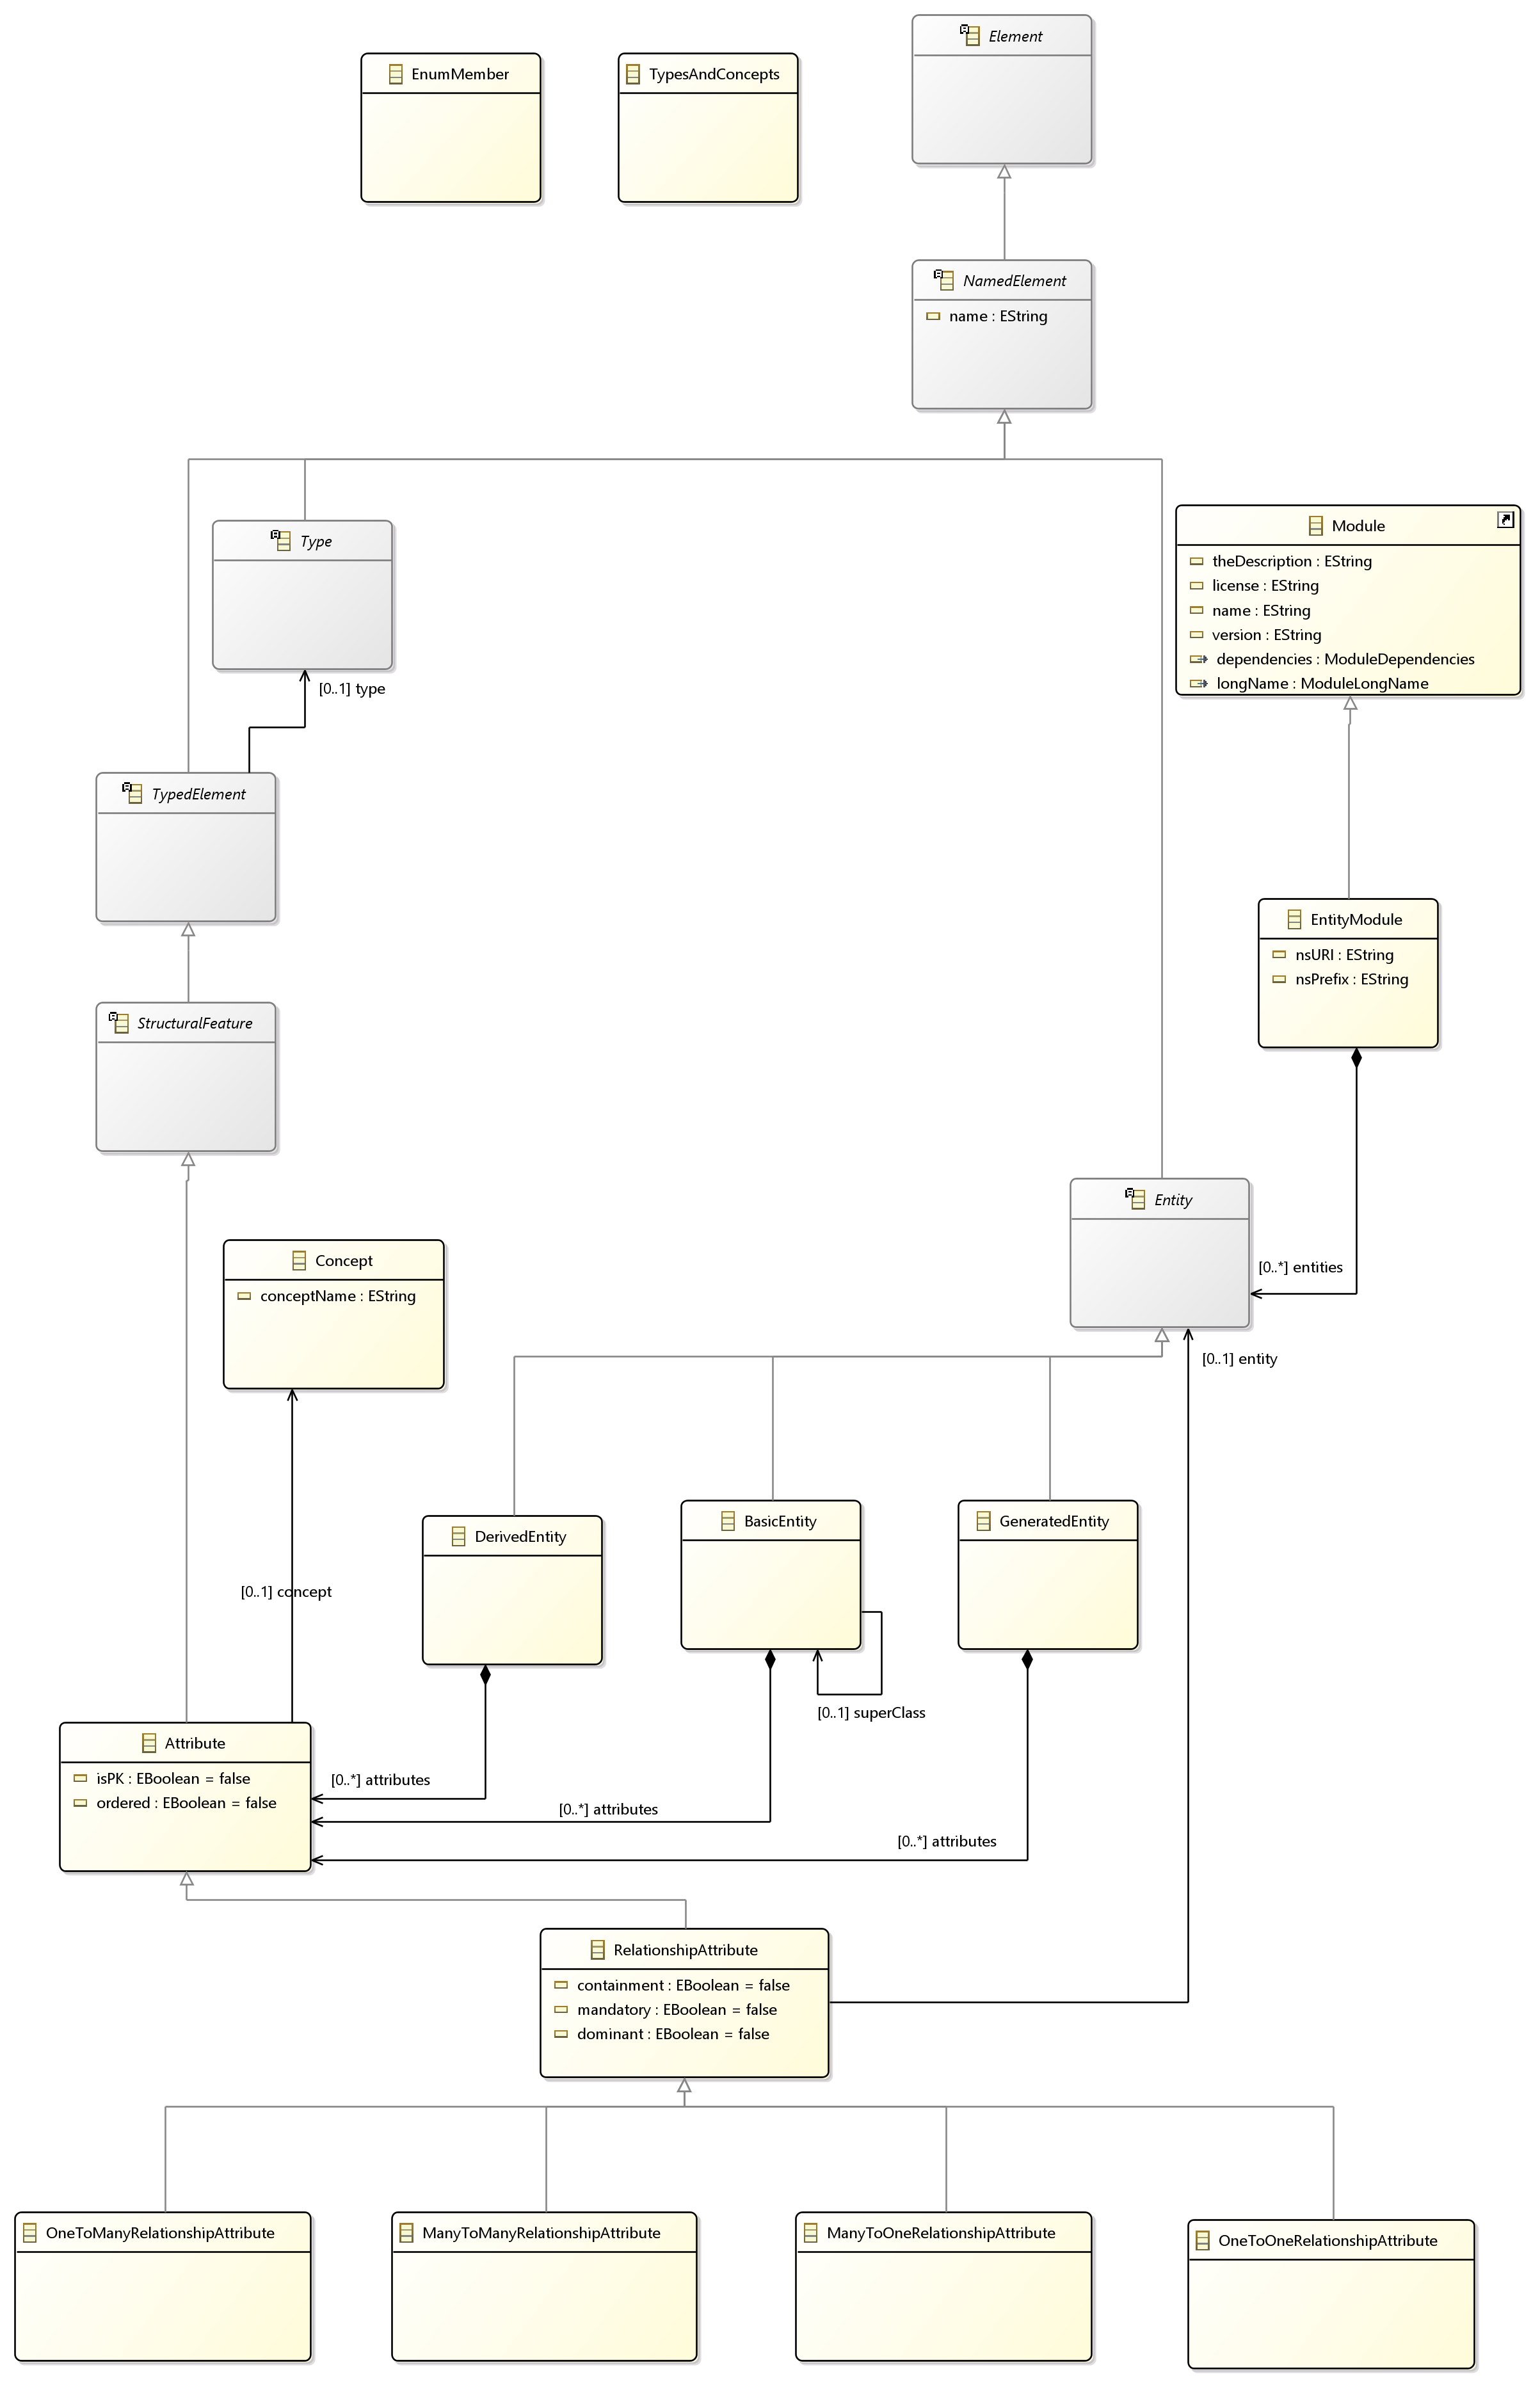 Element
EnumMember
TypesAndConcepts
NamedElement
name : EString
Type
Module
theDescription : EString
license : EString
name : EString
version : EString
dependencies : ModuleDependencies
longName : ModuleLongName
[0..1] type
TypedElement
EntityModule
nsURI : EString
nsPrefix : EString
StructuralFeature
Entity
Concept
conceptName : EString
[0..*] entities
[0..1] entity
DerivedEntity
BasicEntity
GeneratedEntity
[0..1] concept
[0..1] superClass
Attribute
isPK : EBoolean = false
ordered : EBoolean = false
[0..*] attributes
[0..*] attributes
[0..*] attributes
RelationshipAttribute
containment : EBoolean = false
mandatory : EBoolean = false
dominant : EBoolean = false
OneToManyRelationshipAttribute
ManyToManyRelationshipAttribute
ManyToOneRelationshipAttribute
OneToOneRelationshipAttribute